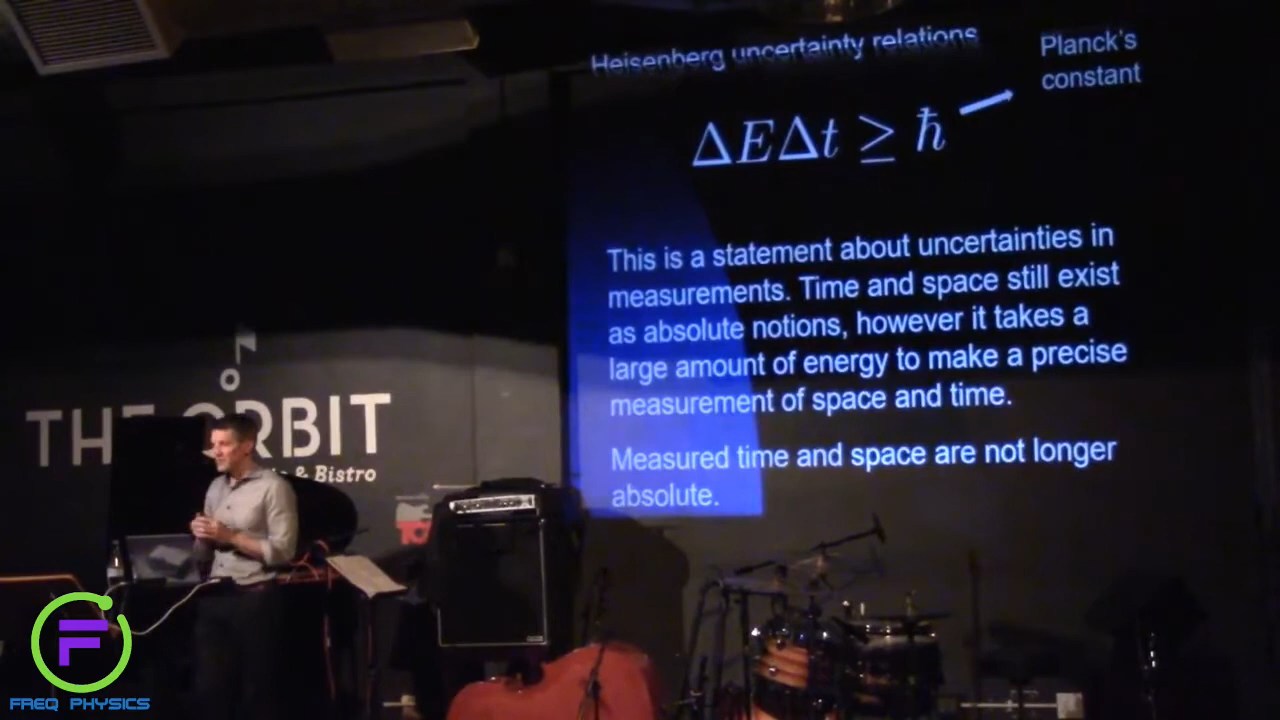 Heisenberg uncertainty relations
Planck's
constant
ΔEΔt ≥ ħ
This is a statement about uncertainties in
measurements. Time and space still exist
as absolute notions, however it takes a
large amount of energy to make a precise
measurement of space and time.
Measured time and space are not longer
absolute.
THE ORBIT
& Bistro
F
FREQ PHYSICS